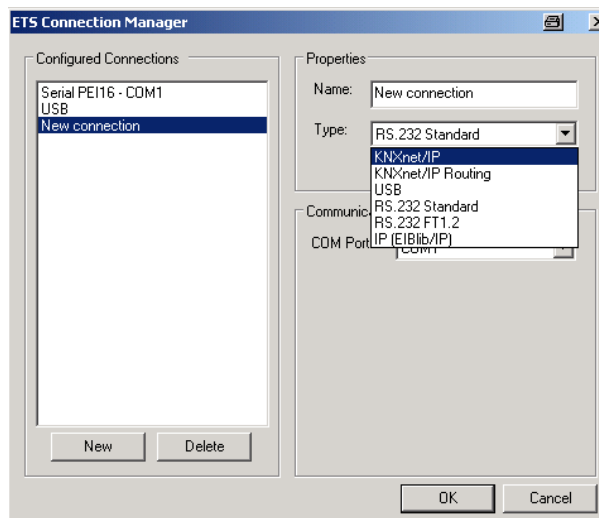 ETS Connection Manager
Configured Connections
Serial PEI16 - COM1
USB
New connection
New
Delete
Properties
Name:
New connection
Type:
RS.232 Standard
KNXnet/IP
KNXnet/IP Routing
USB
RS.232 Standard
RS.232 FT1.2
IP (EIBlib/IP)
Communic
COM Port
COM1
OK
Cancel